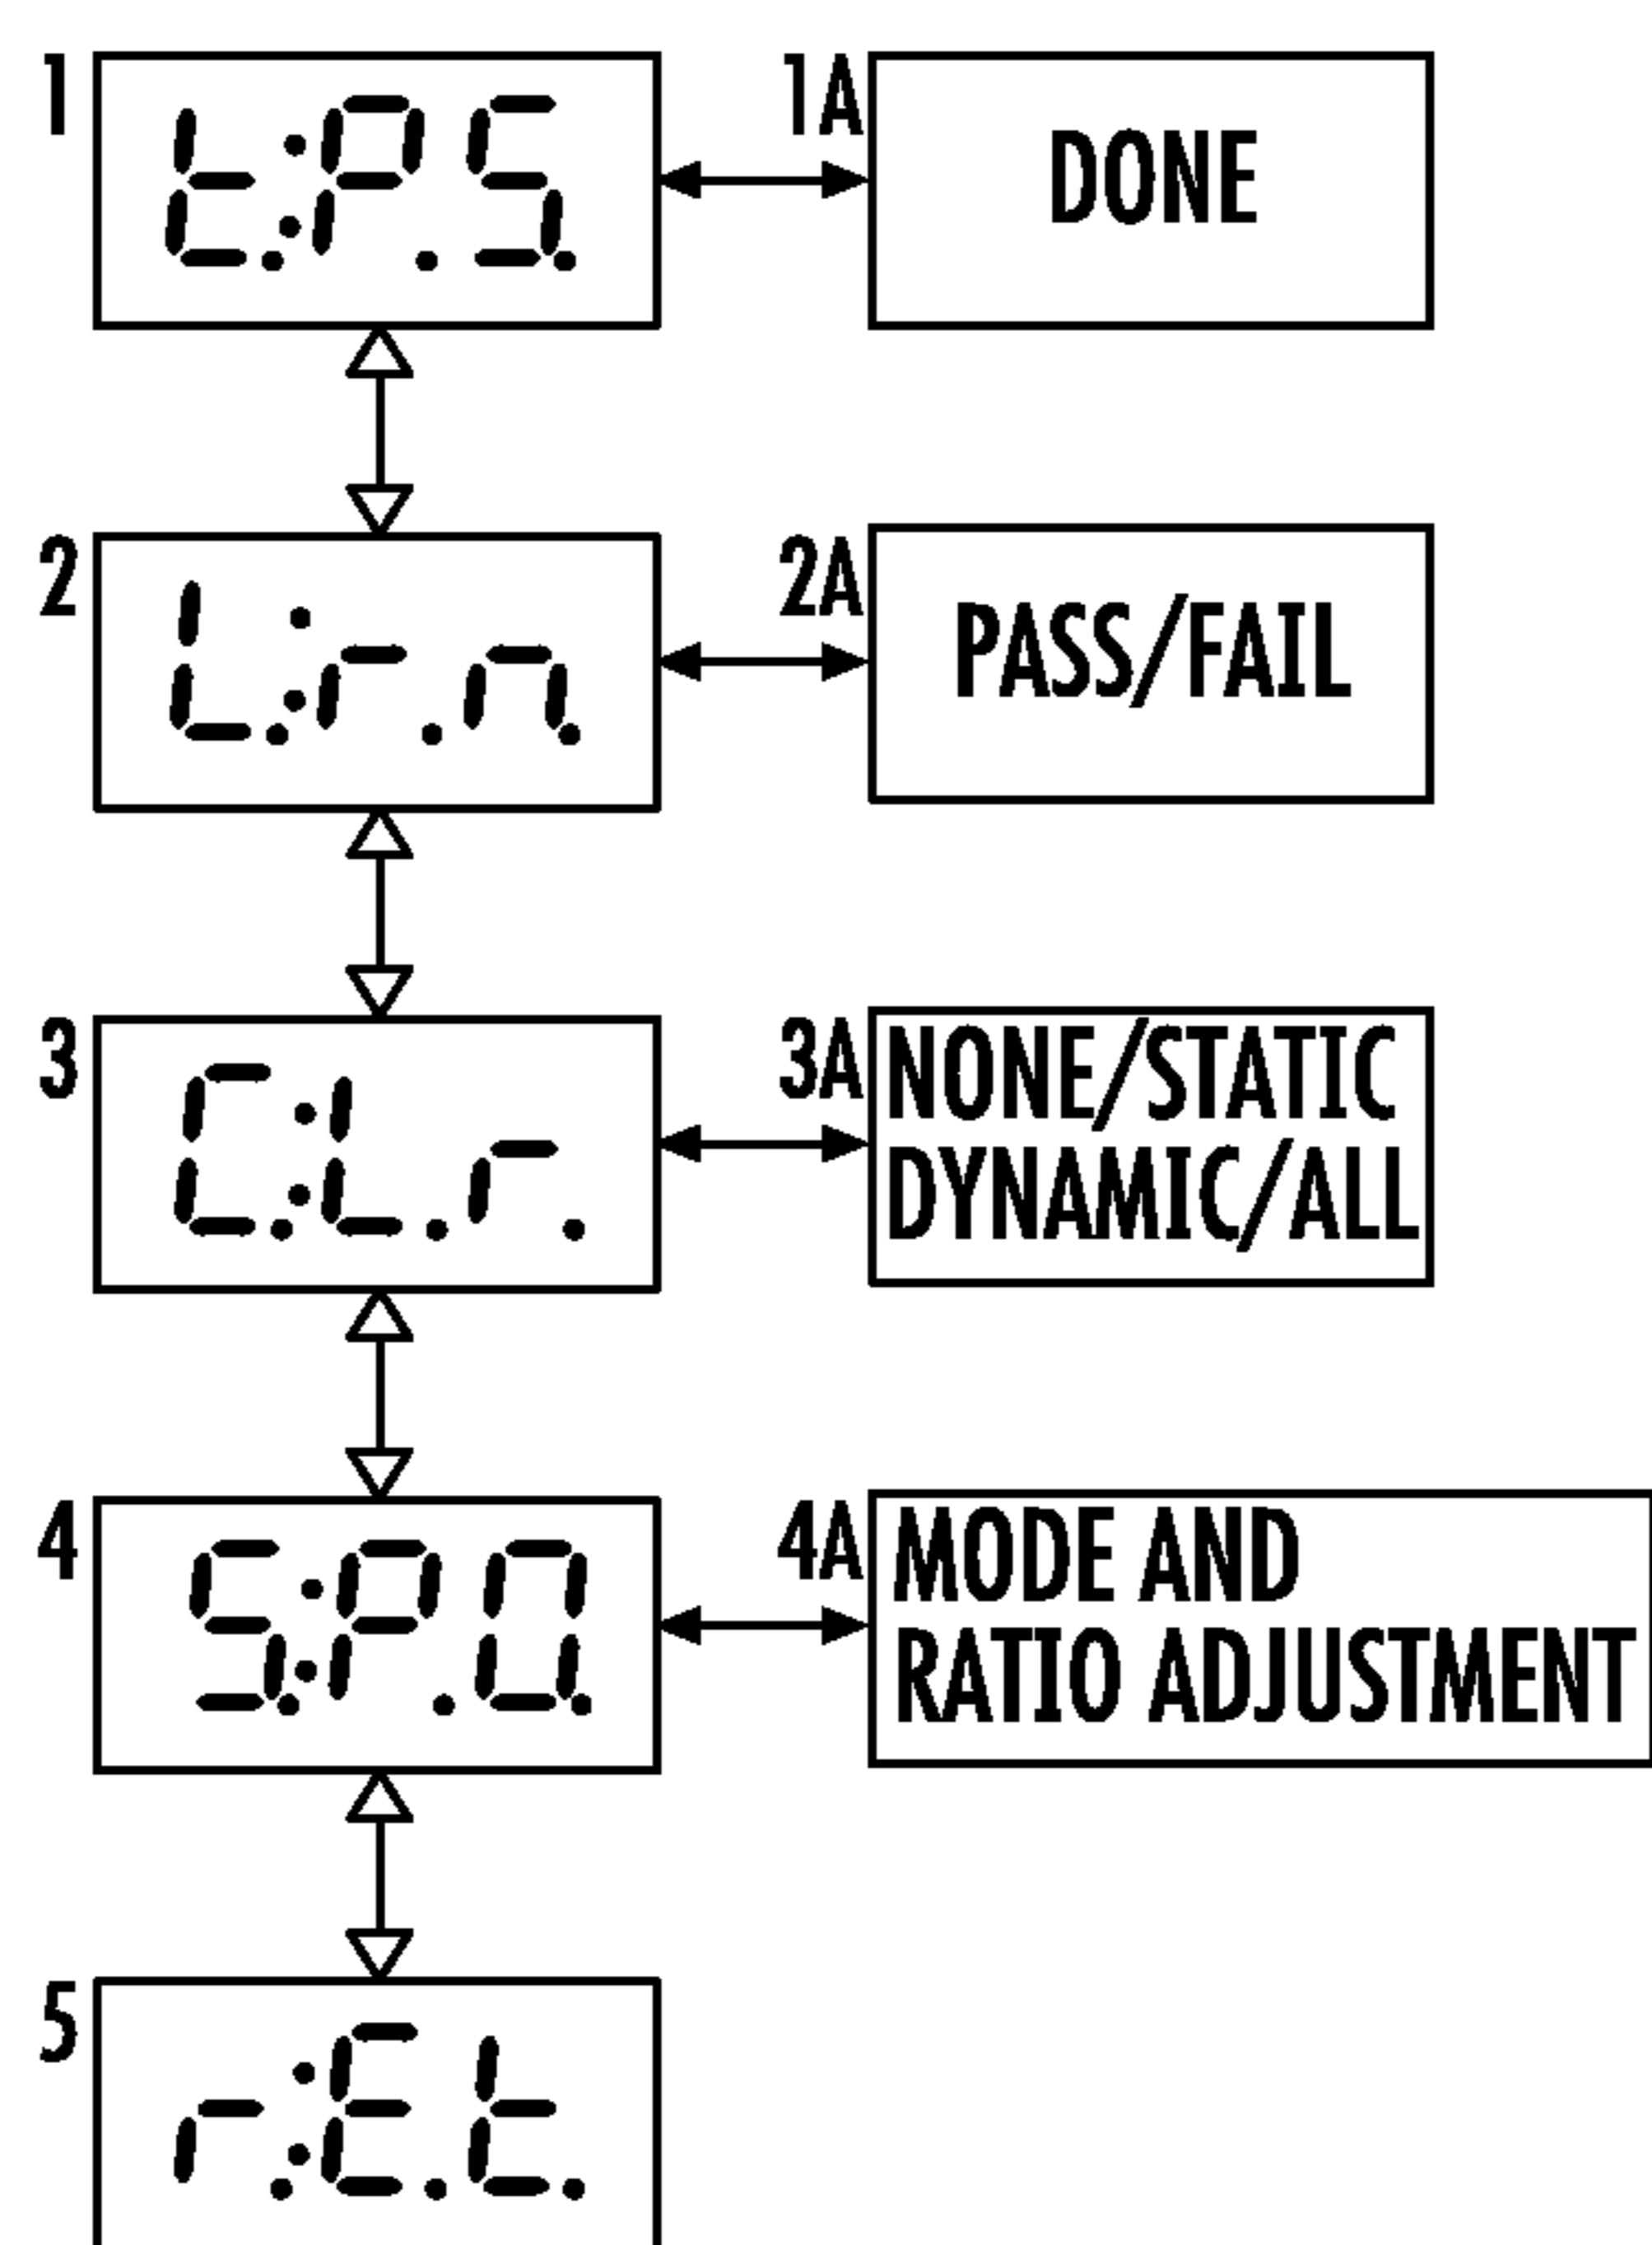 1
t:.P.S.
1A
DONE
2
L:.r.n.
2A
PASS/FAIL
3
C:.L.r.
3A
NONE/STATIC
DYNAMIC/ALL
4
S:.P.0.
4A
MODE AND
RATIO ADJUSTMENT
5
r:.E.t.